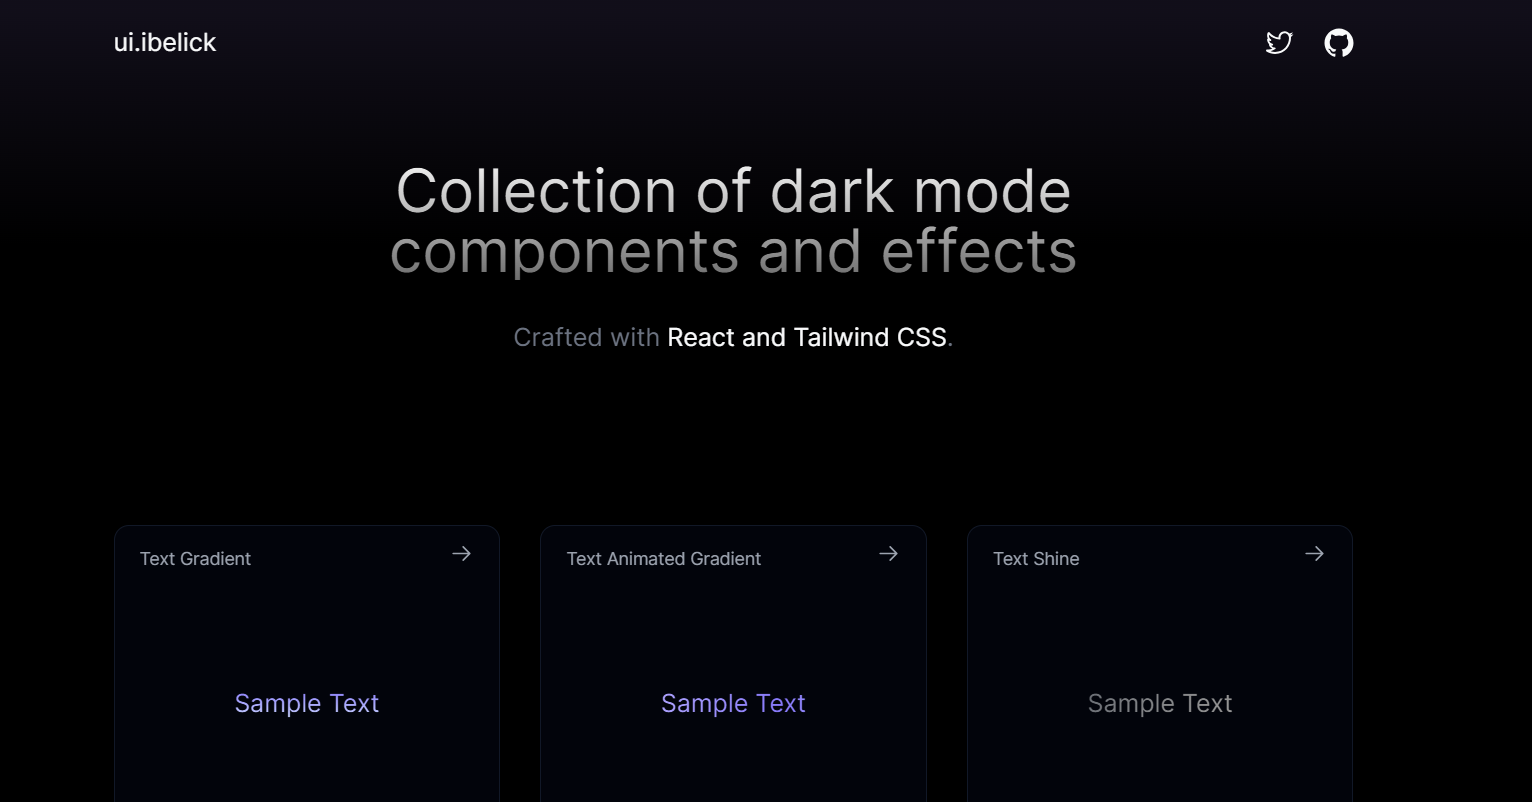 ui.ibelick
Collection of dark mode
components and effects
Crafted with React and Tailwind CSS.
Text Gradient
Text Animated Gradient
Text Shine
Sample Text
Sample Text
Sample Text